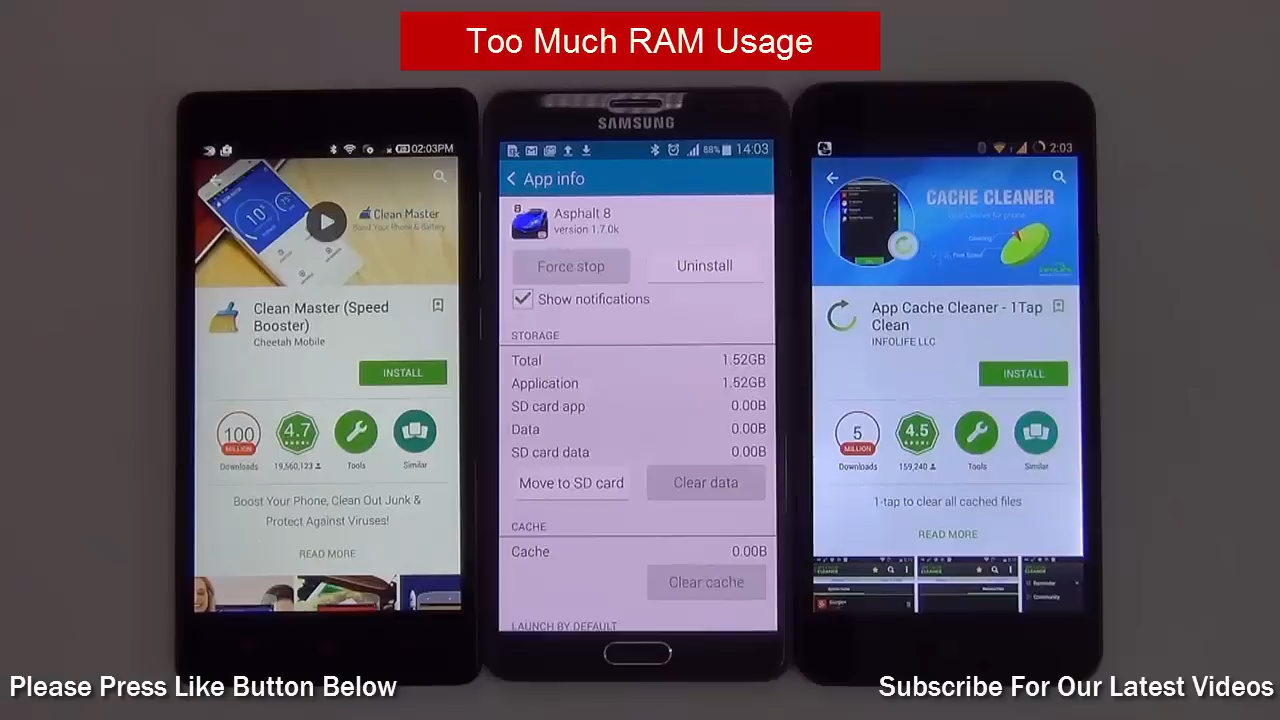 Too Much RAM Usage
02:03PM
Clean Master
Boost Your Phone & Battery
Clean Master (Speed
Booster)
Cheetah Mobile
INSTALL
100
MILLION
4.7
Downloads
19,560,123
Tools
Similar
Boost Your Phone, Clean Out Junk &
Protect Against Viruses!
READ MORE
SAMSUNG
88% 14:03
App info
Asphalt 8
version 1.7.0k
Force stop
Uninstall
Show notifications
STORAGE
Total 1.52GB
Application 1.52GB
SD card app 0.00B
Data 0.00B
SD card data 0.00B
Move to SD card
Clear data
CACHE
Cache 0.00B
Clear cache
LAUNCH BY DEFAULT
2:03
CACHE CLEANER
App Cache Cleaner - 1Tap
Clean
INFOLIFE LLC
INSTALL
5
MILLION
4.5
Downloads
159,240
Tools
Similar
1-tap to clear all cached files
READ MORE
Please Press Like Button Below
Subscribe For Our Latest Videos